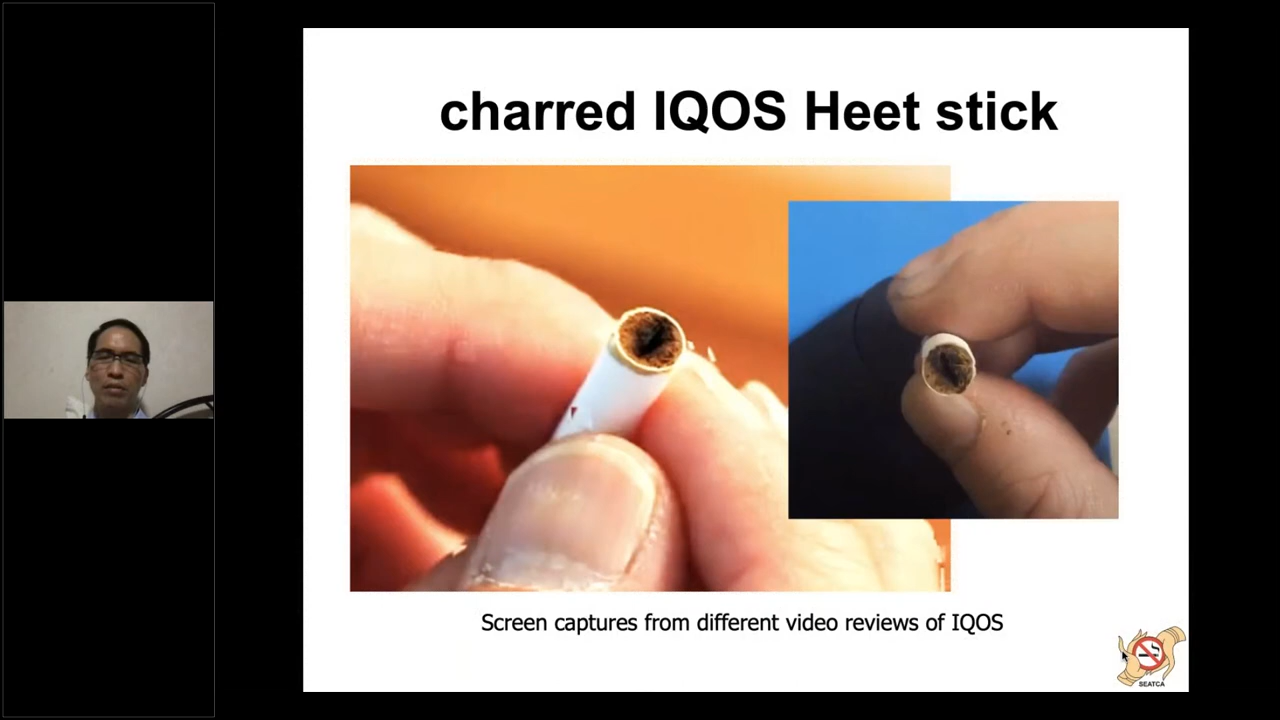 charred IQOS Heet stick
Screen captures from different video reviews of IQOS
SEATCA